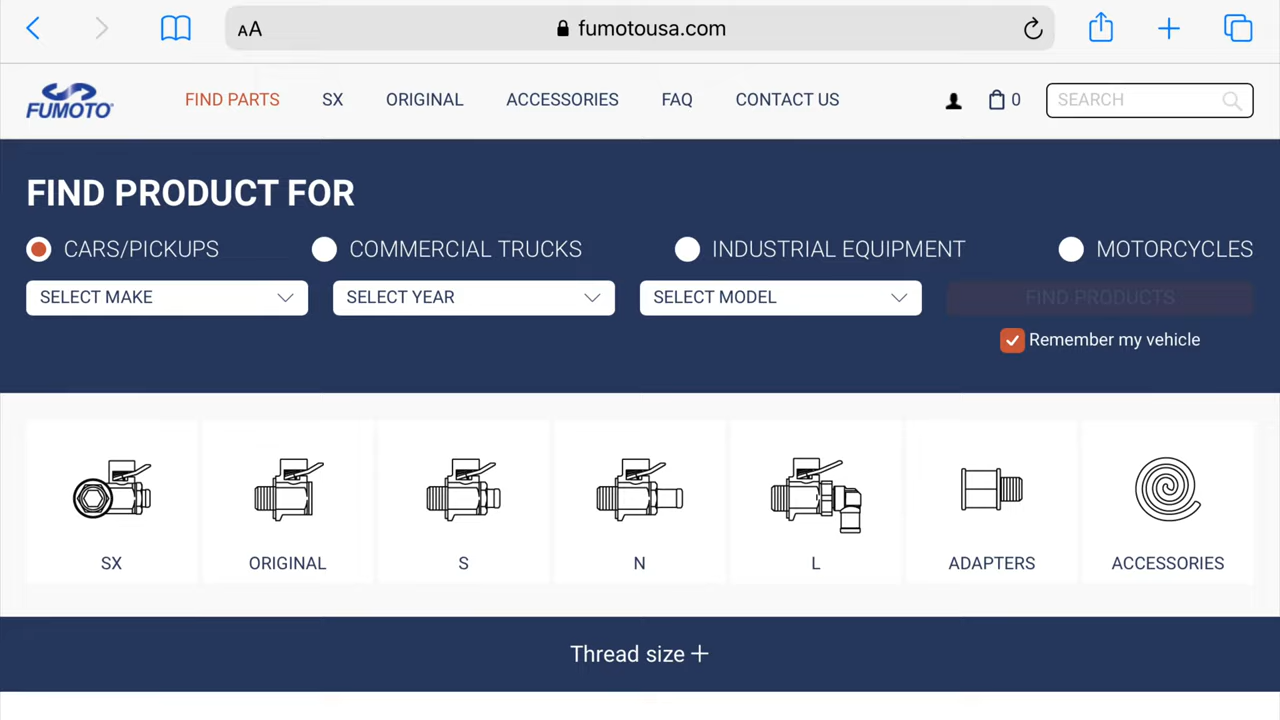 AA
fumotousa.com
FUMOTO®
FIND PARTS
SX
ORIGINAL
ACCESSORIES
FAQ
CONTACT US
0
SEARCH
FIND PRODUCT FOR
CARS/PICKUPS
COMMERCIAL TRUCKS
INDUSTRIAL EQUIPMENT
MOTORCYCLES
SELECT MAKE
SELECT YEAR
SELECT MODEL
FIND PRODUCTS
Remember my vehicle
SX
ORIGINAL
S
N
L
ADAPTERS
ACCESSORIES
Thread size +